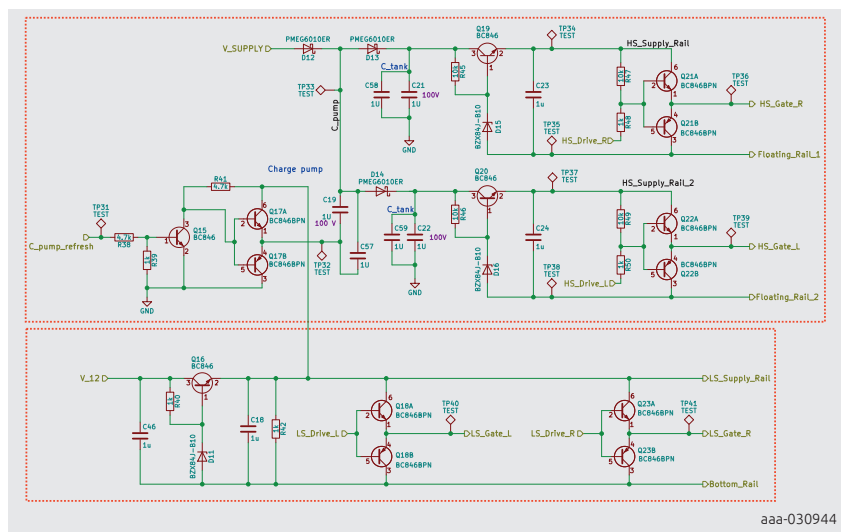 V_SUPPLY
PMEG6010ER
D12
PMEG6010ER
D13
Q19
BC846
TP34
TEST
HS_Supply_Rail
C_tank
C58
1U
C21
100V
1U
10k
R45
TP33
TEST
C_pump
BZX84J-B10
D15
C23
1u
10k
R47
1k
R48
Q21A
BC846BPN
TP36
TEST
HS_Gate_R
HS_Drive_R
Q21B
BC846BPN
TP35
TEST
GND
Floating_Rail_1
Charge pump
R41
4.7k
D14
PMEG6010ER
Q20
BC846
TP37
TEST
HS_Supply_Rail_2
C19
1U
100 V
C_tank
C59
1U
C22
100V
1U
10k
R46
TP31
TEST
C_pump_refresh
4.7k
R38
1k
R39
Q15
BC846
Q17A
BC846BPN
Q17B
BC846BPN
TP32
TEST
C57
1U
BZX84J-B10
D16
C24
1u
10k
R49
1k
R50
Q22A
BC846BPN
TP39
TEST
HS_Gate_L
BC846BPN
Q22B
TP38
TEST
HS_Drive_L
GND
GND
Floating_Rail_2
Q16
BC846
V_12
LS_Supply_Rail
1k
R40
C46
1u
BZX84J-B10
D11
C18
1u
1k
R42
LS_Drive_L
Q18A
BC846BPN
TP40
TEST
LS_Gate_L
Q18B
BC846BPN
LS_Drive_R
Q23A
BC846BPN
TP41
TEST
LS_Gate_R
Q23B
BC846BPN
Bottom_Rail
aaa-030944